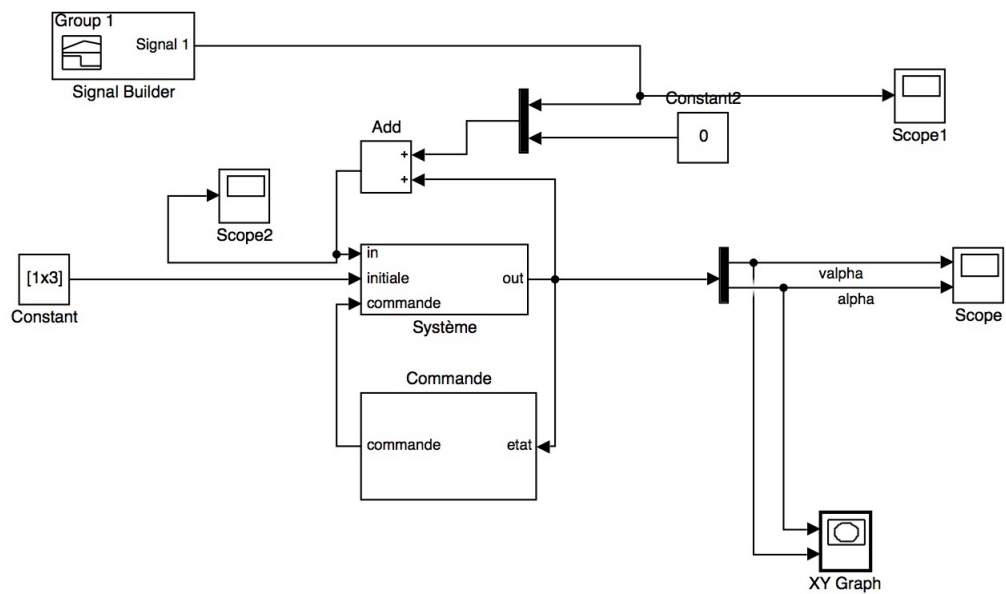 Group 1
Signal 1
Signal Builder
Constant2
0
Scope1
Add
+
+
Scope2
in
initiale
commande
out
Système
[1x3]
Constant
valpha
alpha
Scope
Commande
commande
etat
XY Graph